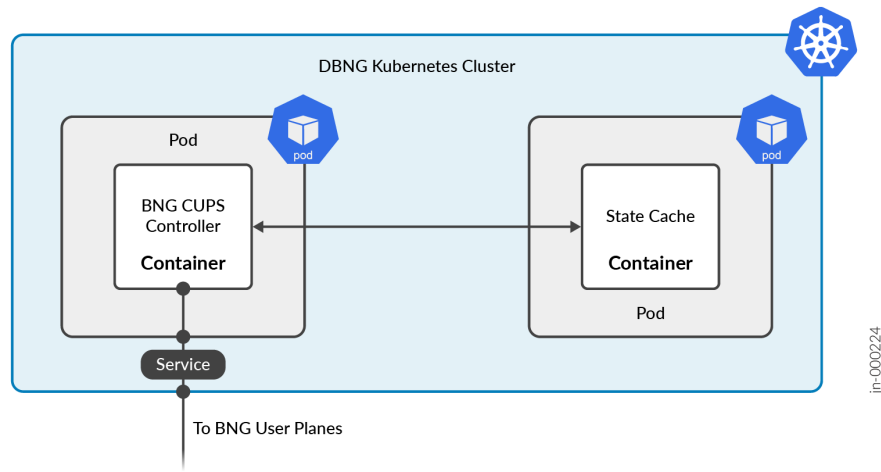 DBNG Kubernetes Cluster
Pod
pod
BNG CUPS
Controller
Container
pod
State Cache
Container
Pod
Service
To BNG User Planes
in-000224